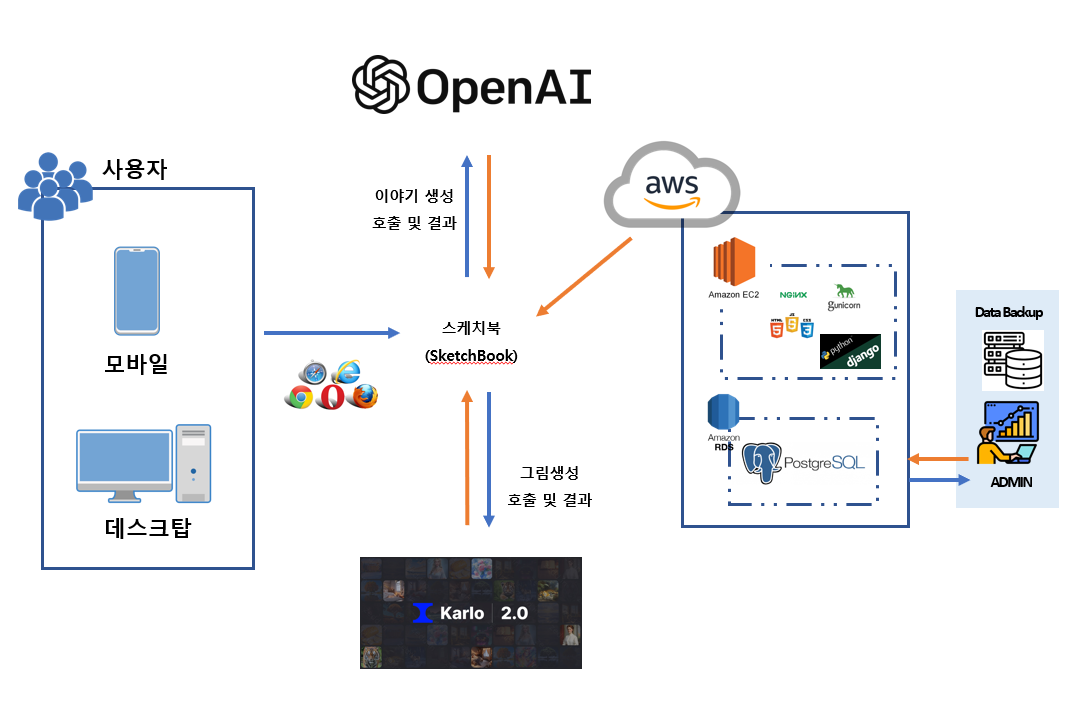 OpenAI
사용자
이야기 생성
호출 및 결과
aws
Amazon EC2
NGINX
gunicorn
HTML
JS
CSS
python
django
Data Backup
스케치북
(SketchBook)
모바일
Amazon
RDS
PostgreSQL
ADMIN
그림생성
호출 및 결과
데스크탑
Karlo 2.0